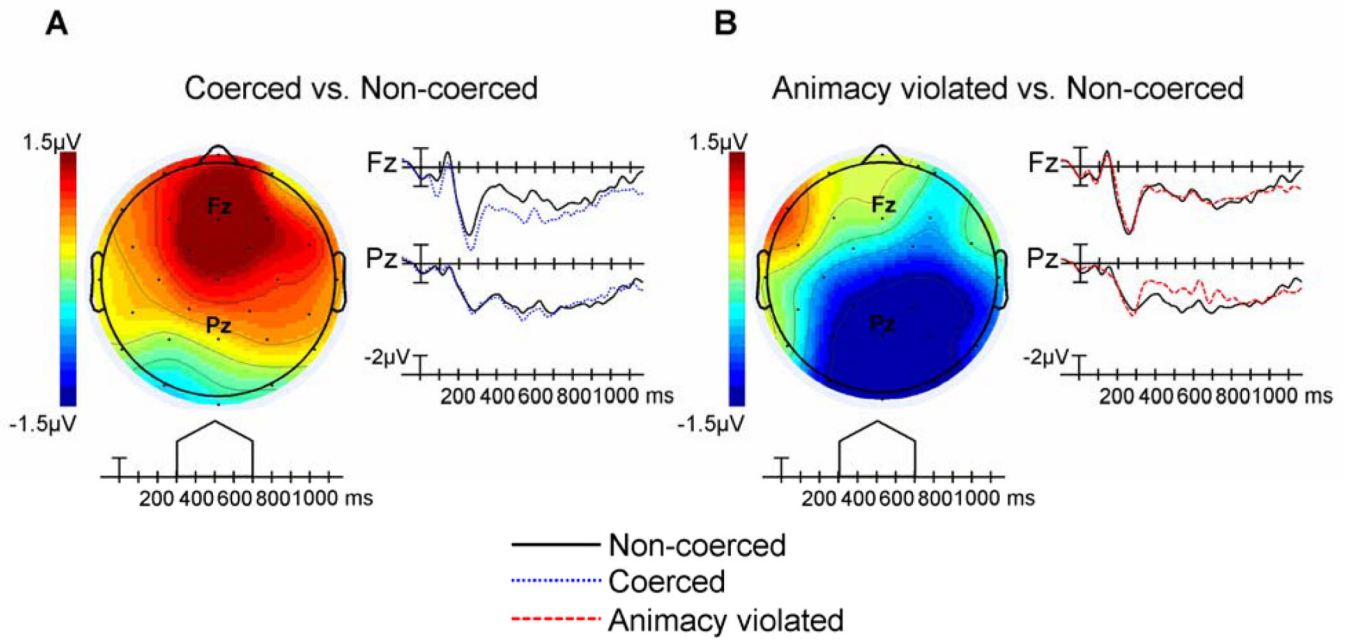 A
Coerced vs. Non-coerced
1.5µV
-1.5µV
Fz
Pz
200 400 600 800 1000 ms
Fz
Pz
-2µV
200 400 600 800 1000 ms
B
Animacy violated vs. Non-coerced
1.5µV
-1.5µV
Fz
Pz
200 400 600 800 1000 ms
Fz
Pz
-2µV
200 400 600 800 1000 ms
Non-coerced
Coerced
Animacy violated